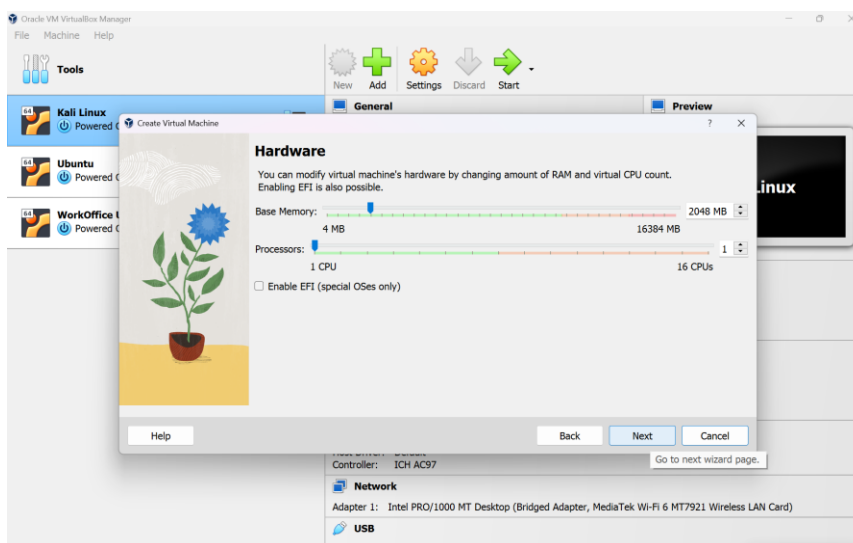 Oracle VM VirtualBox Manager
File Machine Help
Tools
New Add Settings Discard Start
64 Kali Linux
Powered
General
Preview
Create Virtual Machine
64 Ubuntu
Powered
64 WorkOffice
Powered
Linux
Hardware
You can modify virtual machine's hardware by changing amount of RAM and virtual CPU count.
Enabling EFI is also possible.
Base Memory: 2048 MB
4 MB 16384 MB
Processors: 1
1 CPU 16 CPUs
Enable EFI (special OSes only)
Help Back Next Cancel
Go to next wizard page.
Controller: ICH AC97
Network
Adapter 1: Intel PRO/1000 MT Desktop (Bridged Adapter, MediaTek Wi-Fi 6 MT7921 Wireless LAN Card)
USB